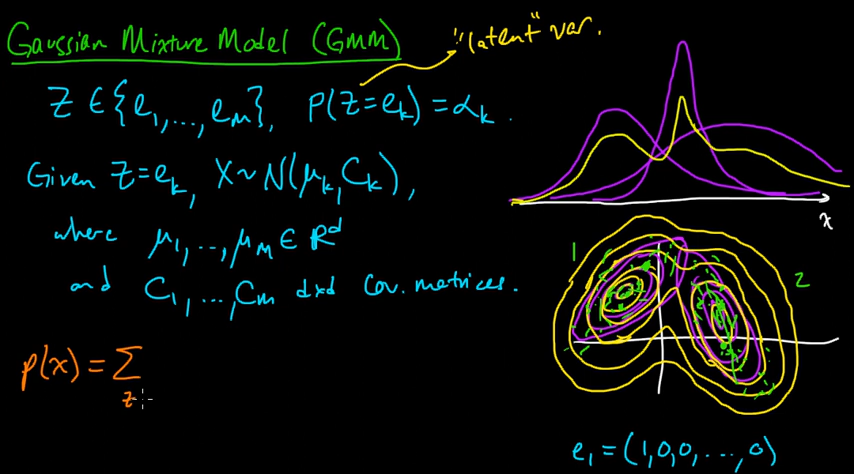 Gaussian Mixture Model (GMM)
"latent" var.
Z ∈ {e₁,...,eₘ}, P(Z=eₖ) = αₖ.
Given Z=eₖ, X~N(μₖ,Cₖ),
where μ₁,...,μₘ ∈ ℝᵈ
and C₁,...,Cₘ dxd cov. matrices.
p(x) = Σ
z
x
1
2
e₁ = (1,0,0,...,0)